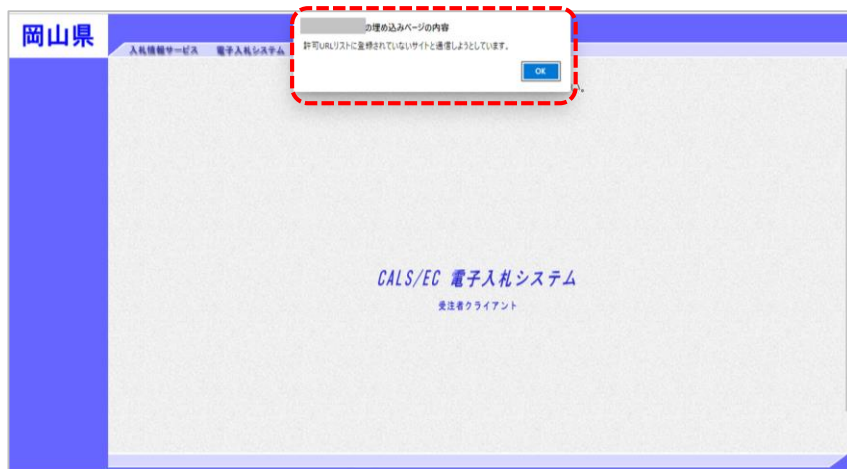 岡山県
入札情報サービス 電子入札システム
の埋め込みページの内容
許可URLリストに登録されていないサイトと通信しようとしています。
OK
い。
CALS/EC 電子入札システム
受注者クライアント